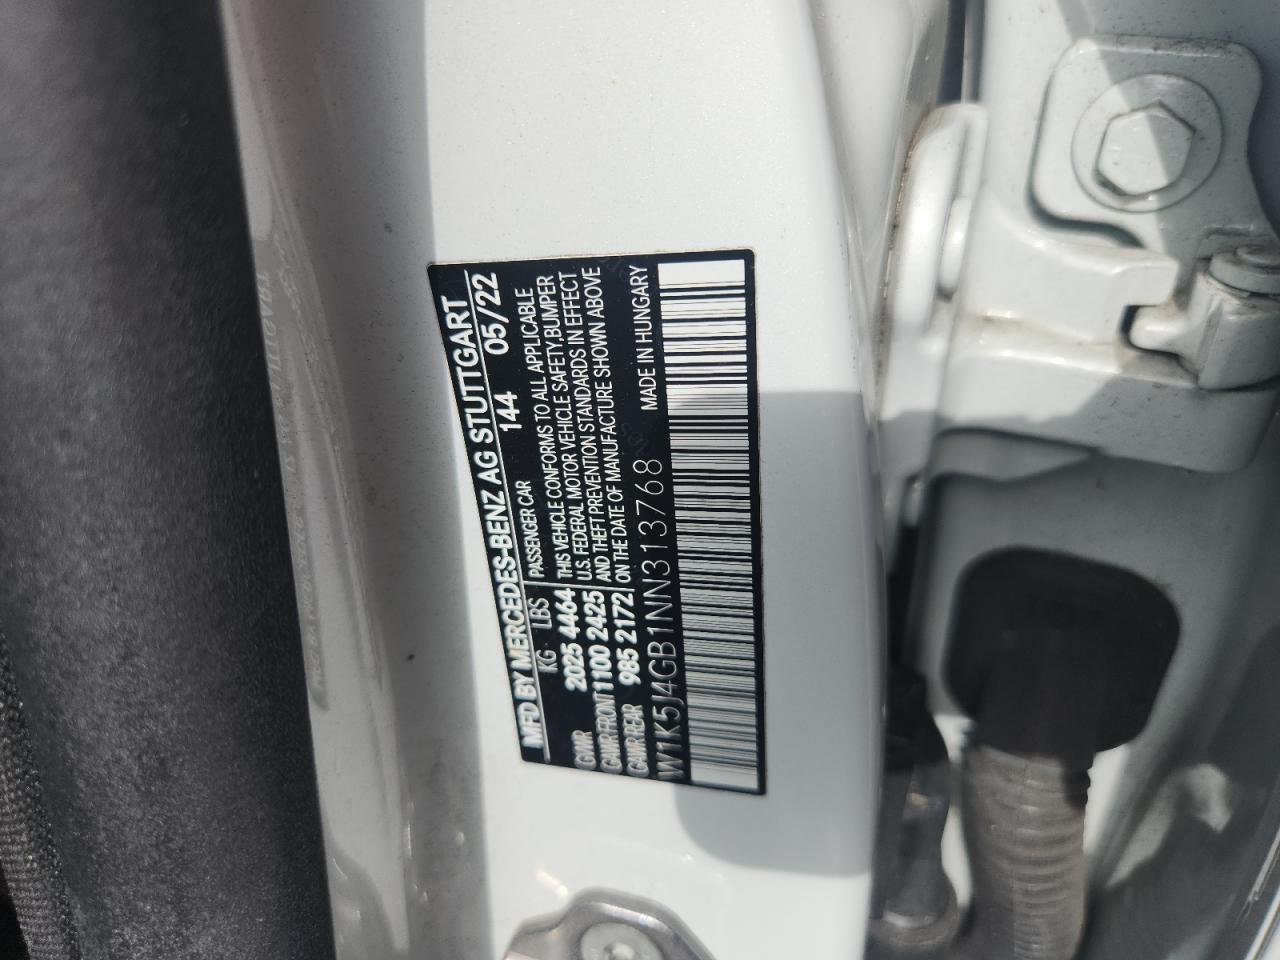 MFD BY MERCEDES-BENZ AG STUTTGART
144 05/22
KG LBS PASSENGER CAR
GVWR 2025 4464
GAWR-FRONT 1100 2425
GAWR-REAR 985 2172
THIS VEHICLE CONFORMS TO ALL APPLICABLE
U.S. FEDERAL MOTOR VEHICLE SAFETY, BUMPER
AND THEFT PREVENTION STANDARDS IN EFFECT
ON THE DATE OF MANUFACTURE SHOWN ABOVE
W1K5J4GB1NN313768
MADE IN HUNGARY